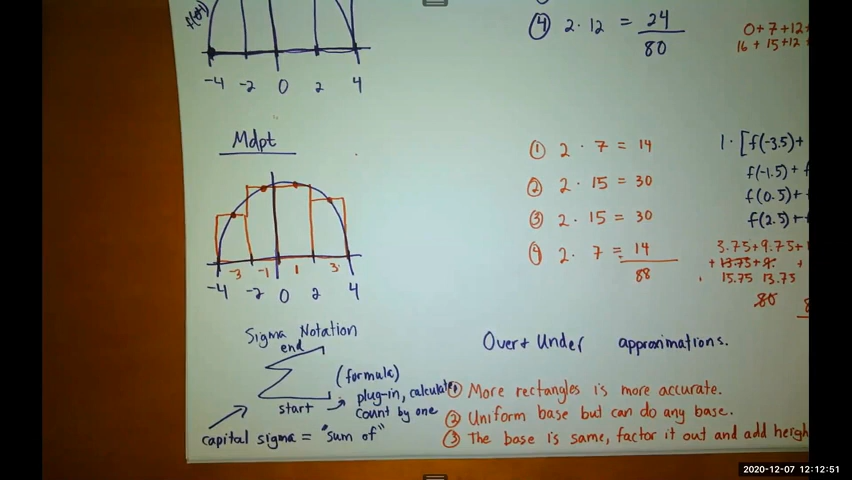 -4 -2 0 2 4
④ 2 · 12 = 24
80
0 + 7 + 12 +
16 + 15 + 12 +
Mdpt
-3 -1 1 3
-4 -2 0 2 4
① 2 · 7 = 14
② 2 · 15 = 30
③ 2 · 15 = 30
④ 2 · 7 = 14
88
1 · [f(-3.5) +
f(-1.5) +
f(0.5) +
f(2.5) +
3.75 + 9.75 +
+ 13.75 + 9. +
15.75 13.75
80
Sigma Notation
end
(formula)
plug-in, calculate,
start
count by one
capital sigma = "sum of"
Over + Under approximations.
① More rectangles is more accurate.
② Uniform base but can do any base.
③ The base is same, factor it out and add heigh
2020-12-07 12:12:51